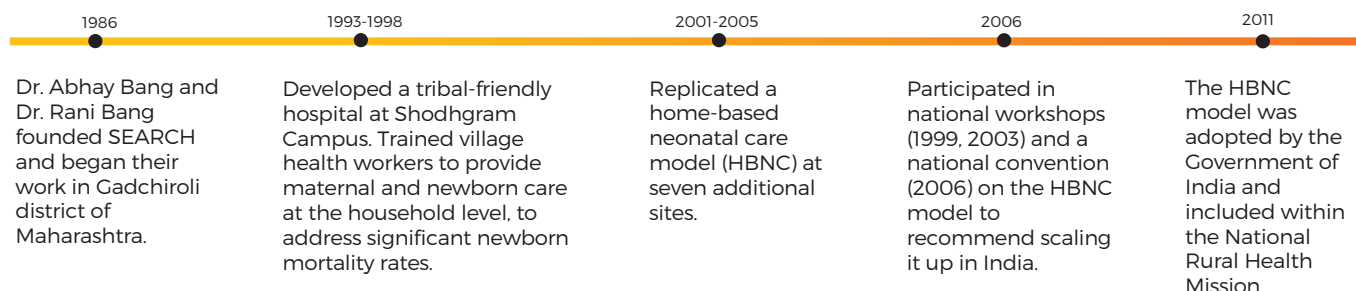 1986
Dr. Abhay Bang and
Dr. Rani Bang
founded SEARCH
and began their
work in Gadchiroli
district of
Maharashtra.
1993-1998
Developed a tribal-friendly
hospital at Shodhgram
Campus. Trained village
health workers to provide
maternal and newborn care
at the household level, to
address significant newborn
mortality rates.
2001-2005
Replicated a
home-based
neonatal care
model (HBNC) at
seven additional
sites.
2006
Participated in
national workshops
(1999, 2003) and a
national convention
(2006) on the HBNC
model to
recommend scaling
it up in India.
2011
The HBNC
model was
adopted by the
Government of
India and
included within
the National
Rural Health
Mission